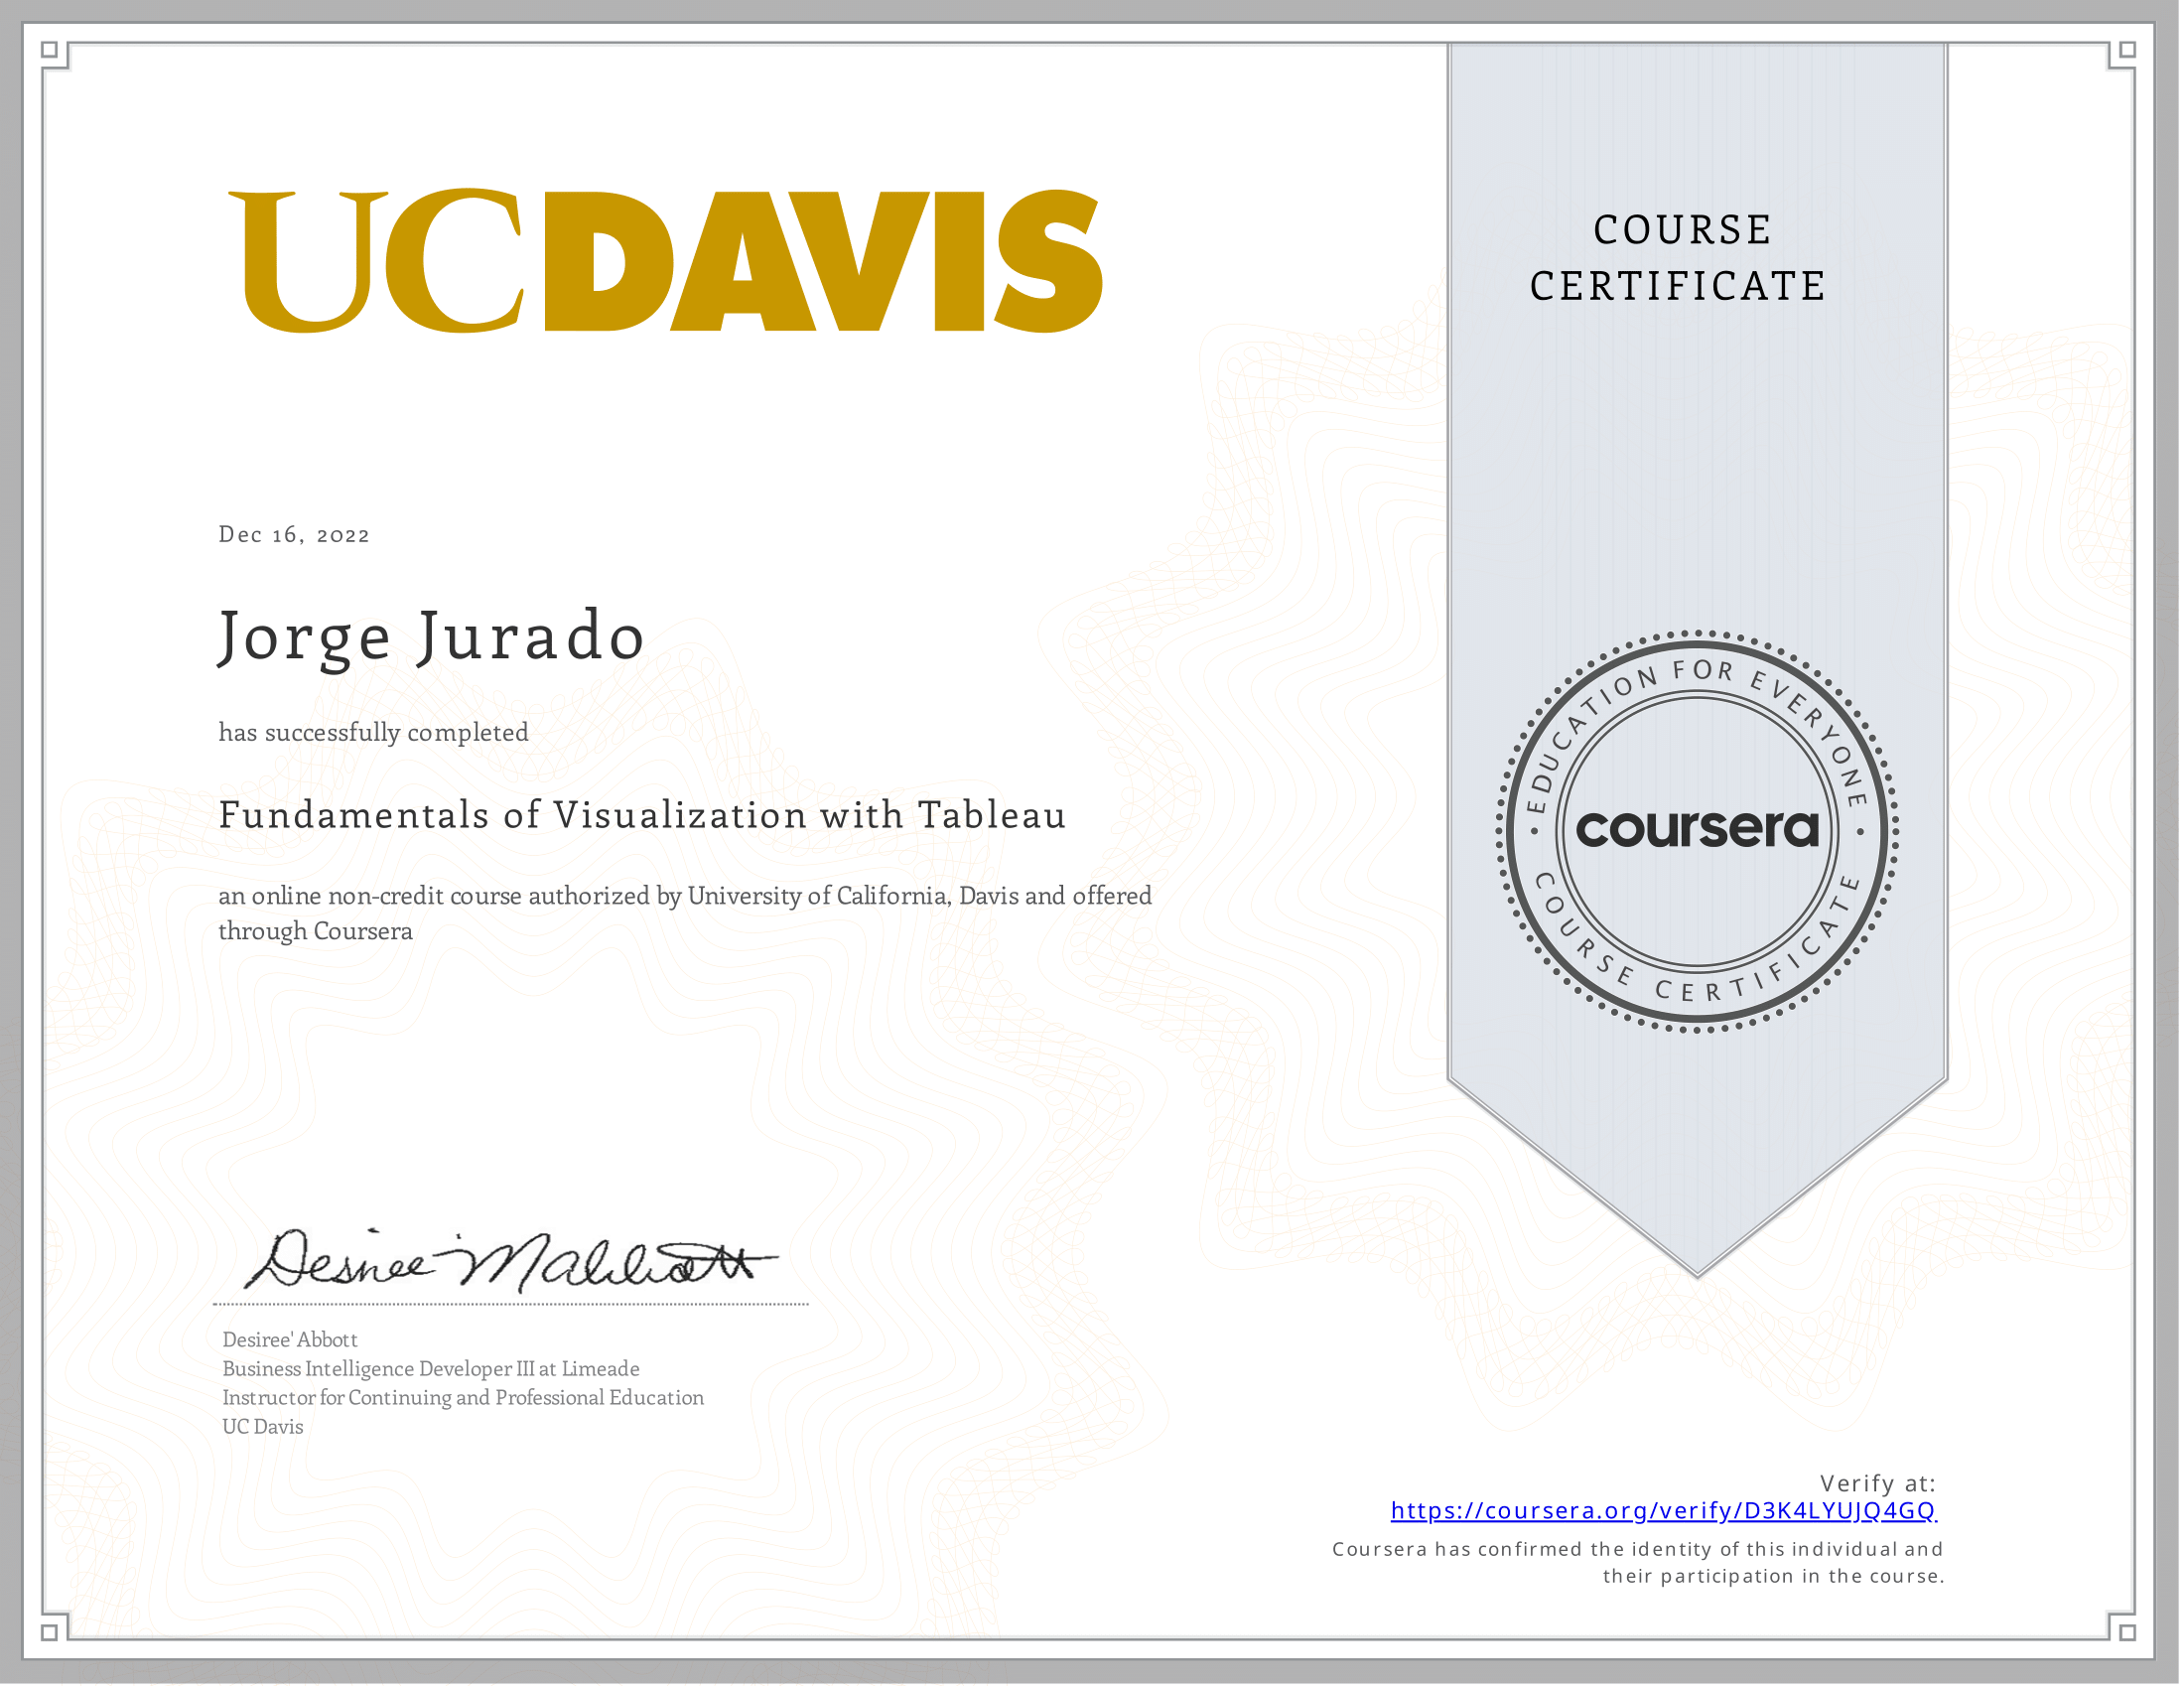 UCDAVIS
COURSE
CERTIFICATE
Dec 16, 2022
Jorge Jurado
has successfully completed
Fundamentals of Visualization with Tableau
an online non-credit course authorized by University of California, Davis and offered
through Coursera
EDUCATION FOR EVERYONE
coursera
COURSE CERTIFICATE
Desiree' Abbott
Business Intelligence Developer III at Limeade
Instructor for Continuing and Professional Education
UC Davis
Verify at:
https://coursera.org/verify/D3K4LYUJQ4GQ
Coursera has confirmed the identity of this individual and
their participation in the course.